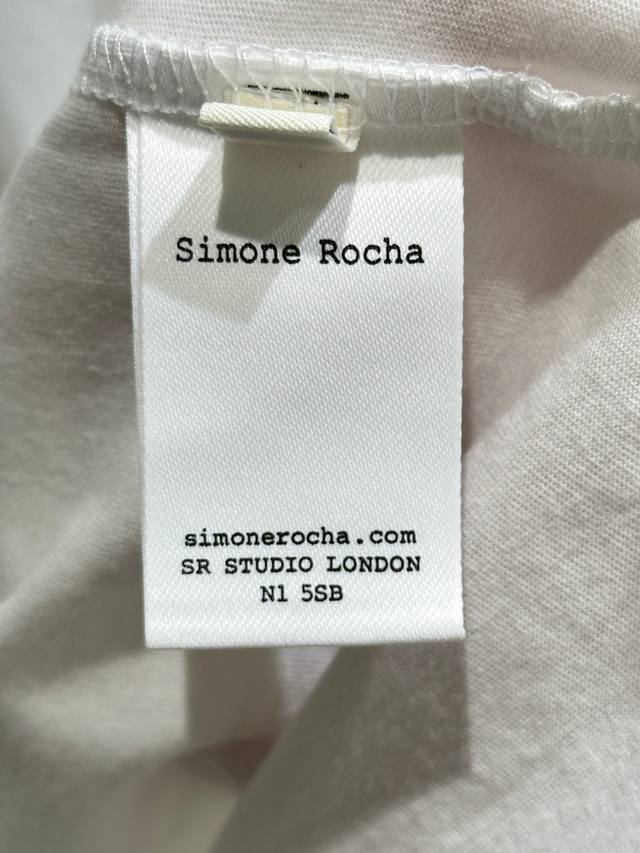 Simone Rocha
simonerocha.com
SR STUDIO LONDON
N1 5SB